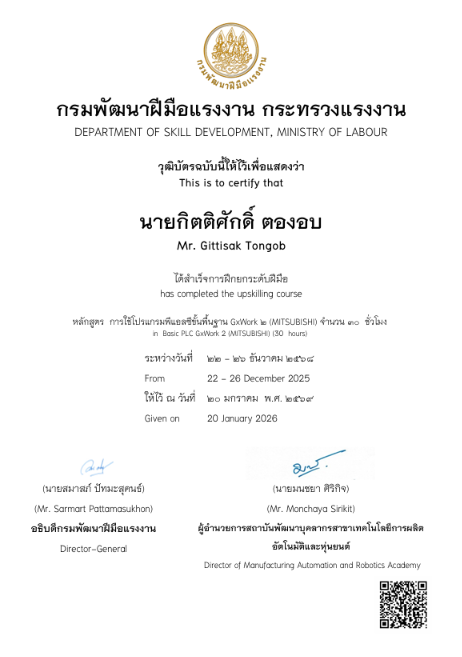 กรมพัฒนาฝีมือแรงงาน
กรมพัฒนาฝีมือแรงงาน กระทรวงแรงงาน
DEPARTMENT OF SKILL DEVELOPMENT, MINISTRY OF LABOUR
วุฒิบัตรฉบับนี้ให้ไว้เพื่อแสดงว่า
This is to certify that
นายกิตติศักดิ์ ตองอบ
Mr. Gittisak Tongob
ได้สำเร็จการฝึกยกระดับฝีมือ
has completed the upskilling course
หลักสูตร การใช้โปรแกรมพีแอลซีขั้นพื้นฐาน GxWork ๒ (MITSUBISHI) จำนวน ๓๐ ชั่วโมง
in Basic PLC GxWork 2 (MITSUBISHI) (30 hours)
ระหว่างวันที่ ๒๒ - ๒๖ ธันวาคม ๒๕๖๘
From 22 - 26 December 2025
ให้ไว้ ณ วันที่ ๒๐ มกราคม พ.ศ. ๒๕๖๙
Given on 20 January 2026
(นายสมาสภ์ ปัทมะสุคนธ์) (นายมนชยา ศิริกิจ)
(Mr. Sarmart Pattamasukhon) (Mr. Monchaya Sirikit)
อธิบดีกรมพัฒนาฝีมือแรงงาน ผู้อำนวยการสถาบันพัฒนาบุคลากรสาขาเทคโนโลยีการผลิต
อัตโนมัติและหุ่นยนต์
Director-General
Director of Manufacturing Automation and Robotics Academy